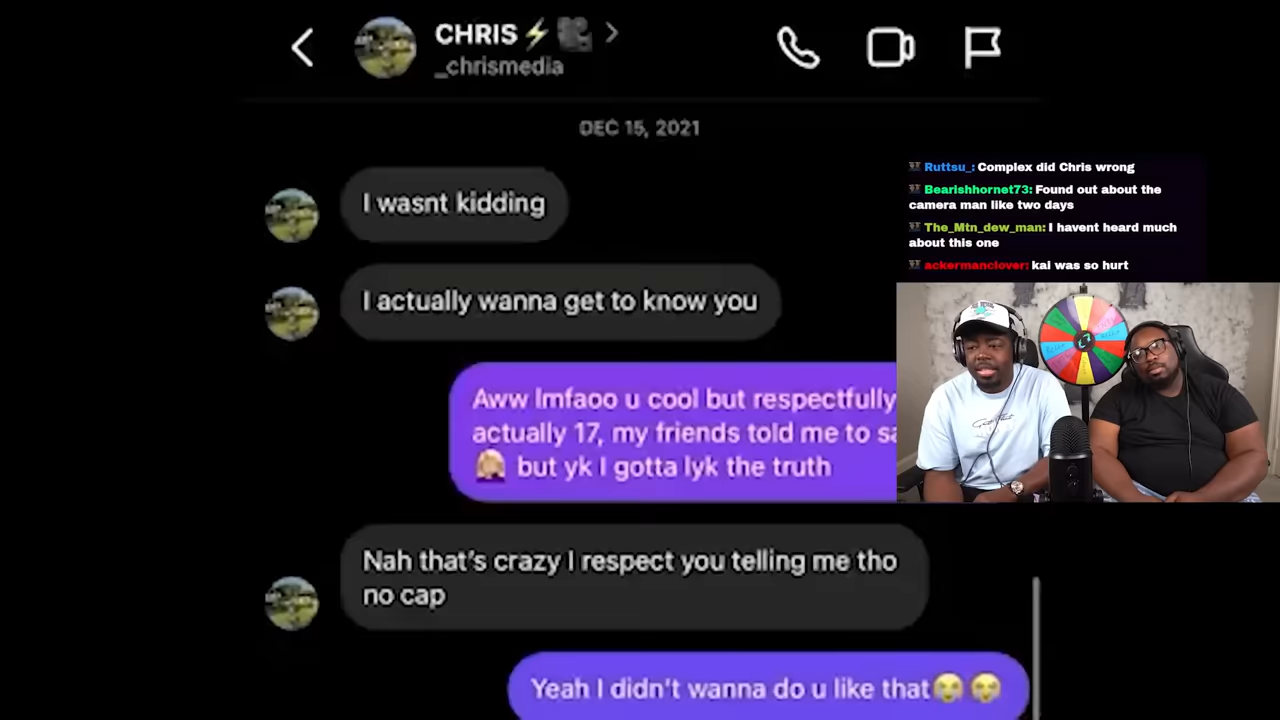 CHRIS⚡🎥
_chrismedia
DEC 15, 2021
I wasnt kidding
I actually wanna get to know you
Aww lmfaoo u cool but respectfully
actually 17, my friends told me to
but yk I gotta lyk the truth
Nah that's crazy I respect you telling me tho
no cap
Yeah I didn't wanna do u like that😭😭
Ruttsu_: Complex did Chris wrong
Bearishhornet73: Found out about the
camera man like two days
The_Mtn_dew_man: I havent heard much
about this one
ackermanclover: kai was so hurt